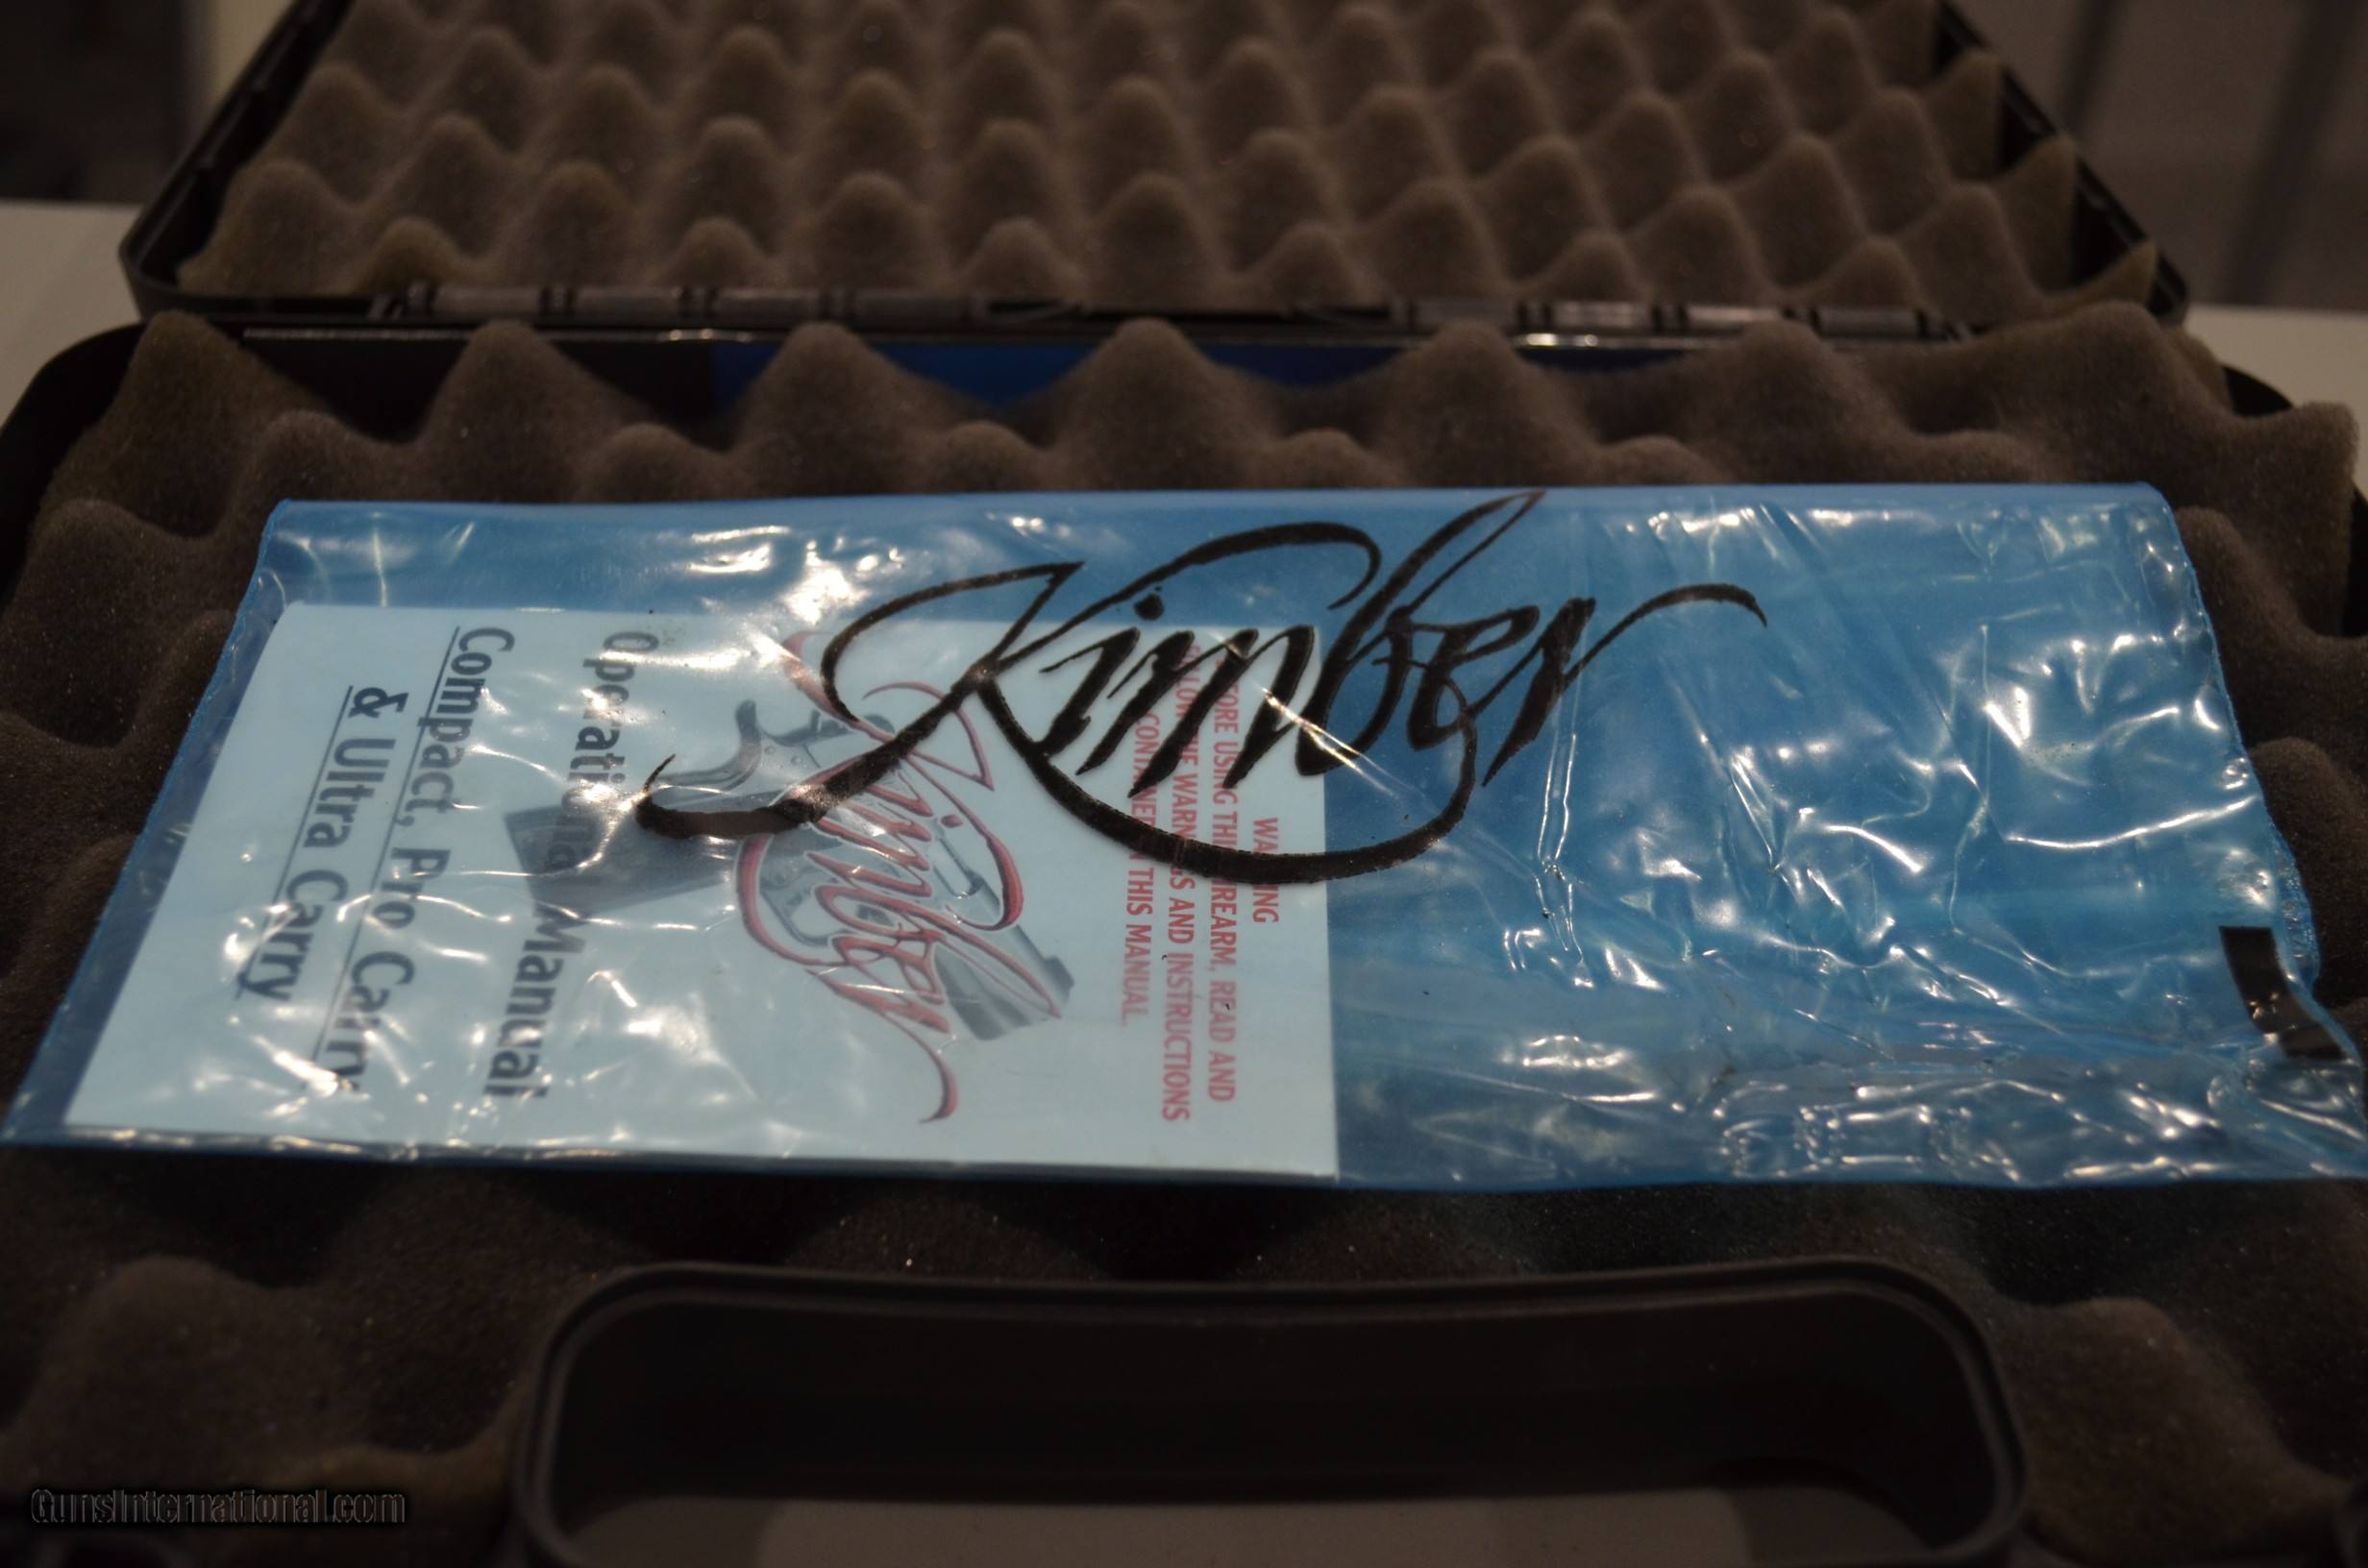 Kimber
WARNING
BEFORE USING THIS FIREARM, READ AND
FOLLOW THE WARNINGS AND INSTRUCTIONS
CONTAINED IN THIS MANUAL.
Kimber
Operational Manual
Compact, Pro Carry
& Ultra Carry
GunsInternational.com